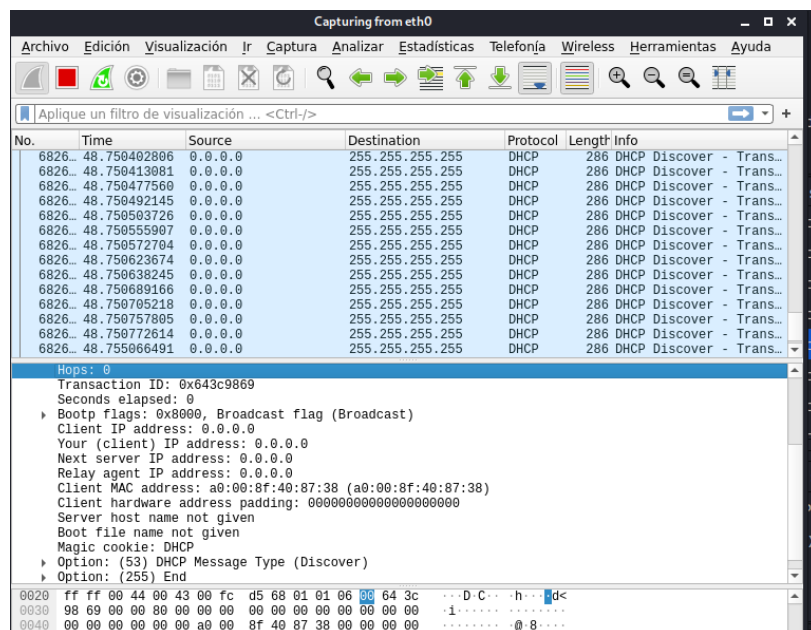 Capturing from eth0
Archivo Edición Visualización Ir Captura Analizar Estadísticas Telefonía Wireless Herramientas Ayuda
Aplique un filtro de visualización … <Ctrl-/>
No. Time Source Destination Protocol Length Info
6826… 48.750402806 0.0.0.0 255.255.255.255 DHCP 286 DHCP Discover - Trans…
6826… 48.750413081 0.0.0.0 255.255.255.255 DHCP 286 DHCP Discover - Trans…
6826… 48.750477560 0.0.0.0 255.255.255.255 DHCP 286 DHCP Discover - Trans…
6826… 48.750492145 0.0.0.0 255.255.255.255 DHCP 286 DHCP Discover - Trans…
6826… 48.750503726 0.0.0.0 255.255.255.255 DHCP 286 DHCP Discover - Trans…
6826… 48.750555907 0.0.0.0 255.255.255.255 DHCP 286 DHCP Discover - Trans…
6826… 48.750572704 0.0.0.0 255.255.255.255 DHCP 286 DHCP Discover - Trans…
6826… 48.750623674 0.0.0.0 255.255.255.255 DHCP 286 DHCP Discover - Trans…
6826… 48.750638245 0.0.0.0 255.255.255.255 DHCP 286 DHCP Discover - Trans…
6826… 48.750689166 0.0.0.0 255.255.255.255 DHCP 286 DHCP Discover - Trans…
6826… 48.750705218 0.0.0.0 255.255.255.255 DHCP 286 DHCP Discover - Trans…
6826… 48.750757805 0.0.0.0 255.255.255.255 DHCP 286 DHCP Discover - Trans…
6826… 48.750772614 0.0.0.0 255.255.255.255 DHCP 286 DHCP Discover - Trans…
6826… 48.755066491 0.0.0.0 255.255.255.255 DHCP 286 DHCP Discover - Trans…
Hops: 0
Transaction ID: 0x643c9869
Seconds elapsed: 0
Bootp flags: 0x8000, Broadcast flag (Broadcast)
Client IP address: 0.0.0.0
Your (client) IP address: 0.0.0.0
Next server IP address: 0.0.0.0
Relay agent IP address: 0.0.0.0
Client MAC address: a0:00:8f:40:87:38 (a0:00:8f:40:87:38)
Client hardware address padding: 00000000000000000000
Server host name not given
Boot file name not given
Magic cookie: DHCP
Option: (53) DHCP Message Type (Discover)
Option: (255) End
0020 ff ff 00 44 00 43 00 fc d5 68 01 01 06 00 64 3c ···D·C·· ·h····d<
0030 98 69 00 00 80 00 00 00 00 00 00 00 00 00 00 00 ·i······ ········
0040 00 00 00 00 00 00 a0 00 8f 40 87 38 00 00 00 00 ········ ·@·8····